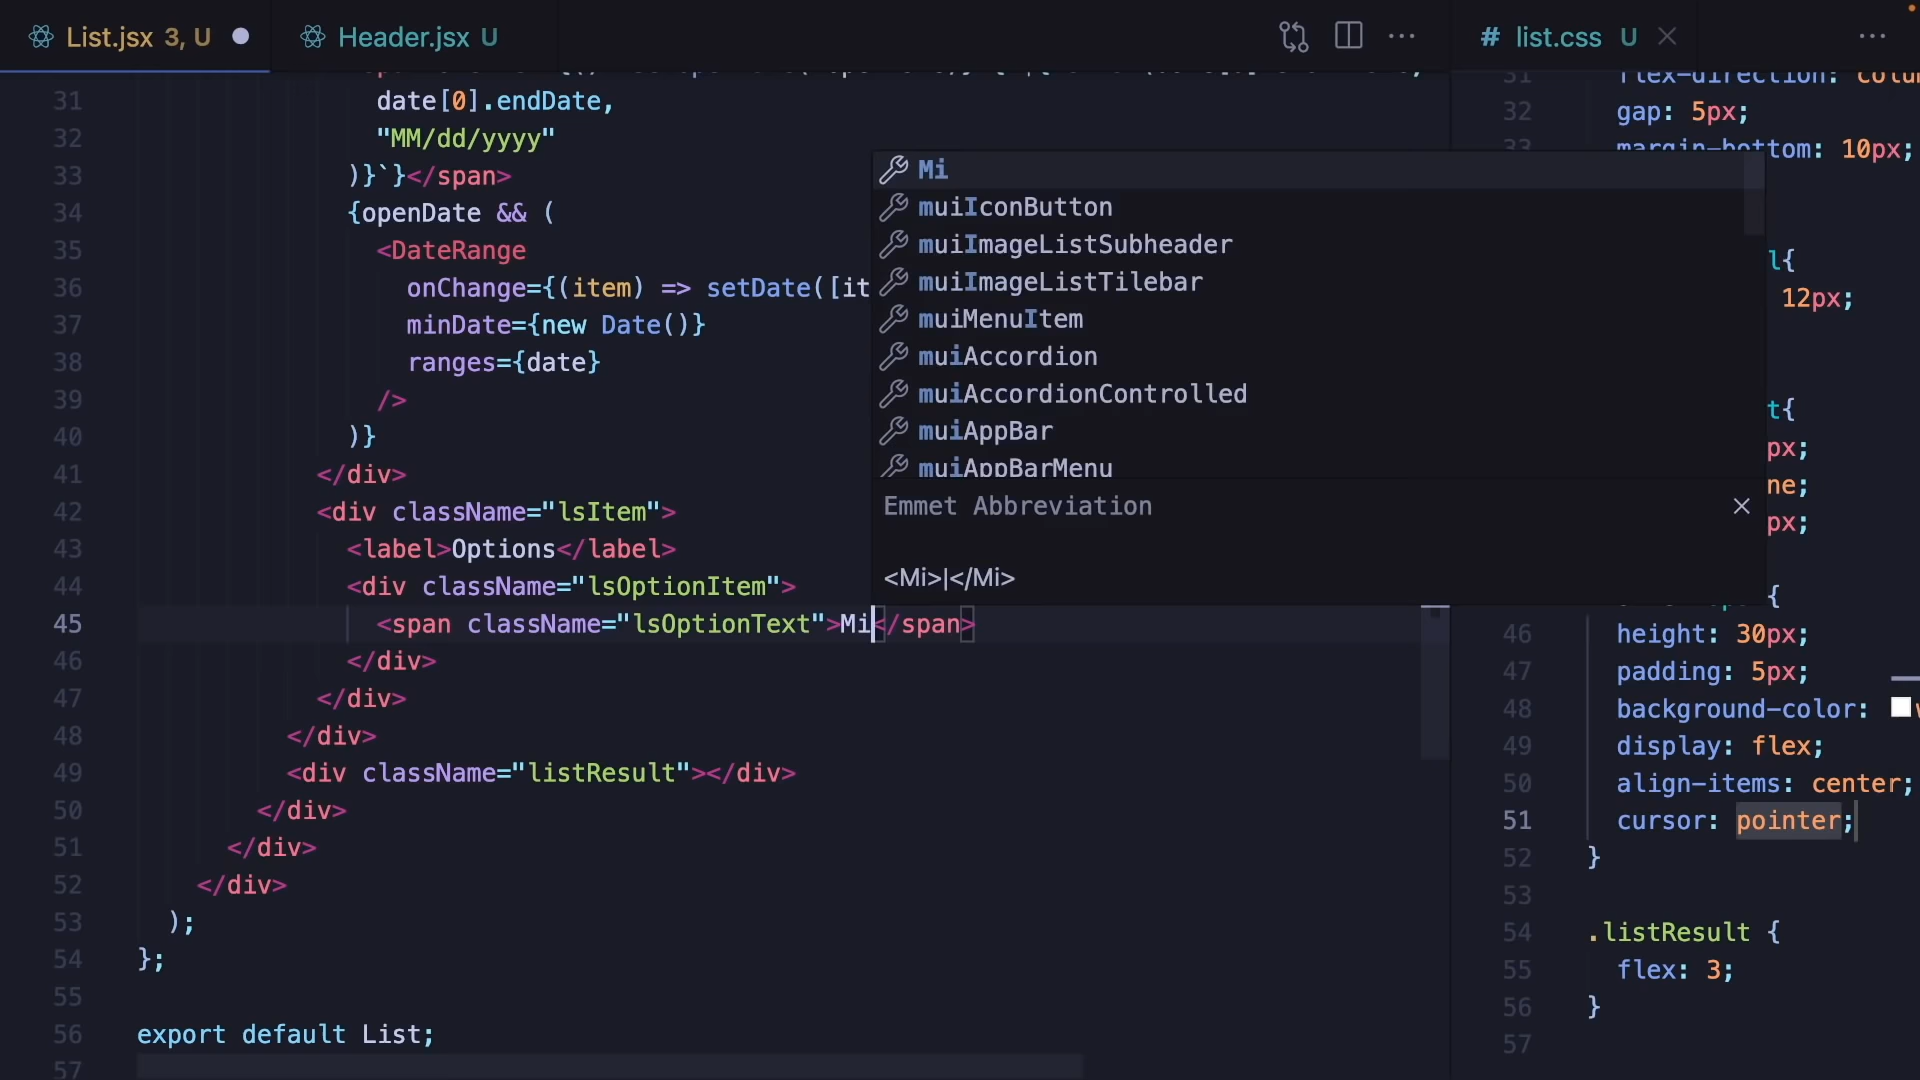 List.jsx 3, U
Header.jsx U
31 date[0].endDate,
32 "MM/dd/yyyy"
33 )}`}</span>
34 {openDate && (
35 <DateRange
36 onChange={(item) => setDate([it
37 minDate={new Date()}
38 ranges={date}
39 />
40 )}
41 </div>
42 <div className="lsItem">
43 <label>Options</label>
44 <div className="lsOptionItem">
45 <span className="lsOptionText">Mi</span>
46 </div>
47 </div>
48 </div>
49 <div className="listResult"></div>
50 </div>
51 </div>
52 </div>
53 );
54 };
55
56 export default List;
57
Mi
muiIconButton
muiImageListSubheader
muiImageListTilebar
muiMenuItem
muiAccordion
muiAccordionControlled
muiAppBar
muiAppBarMenu
Emmet Abbreviation
<Mi>|</Mi>
# list.css U
31 flex-direction: colu
32 gap: 5px;
33 margin-bottom: 10px;
l{
12px;
t{
px;
ne;
px;
{
46 height: 30px;
47 padding: 5px;
48 background-color:
49 display: flex;
50 align-items: center;
51 cursor: pointer;
52 }
53
54 .listResult {
55 flex: 3;
56 }
57